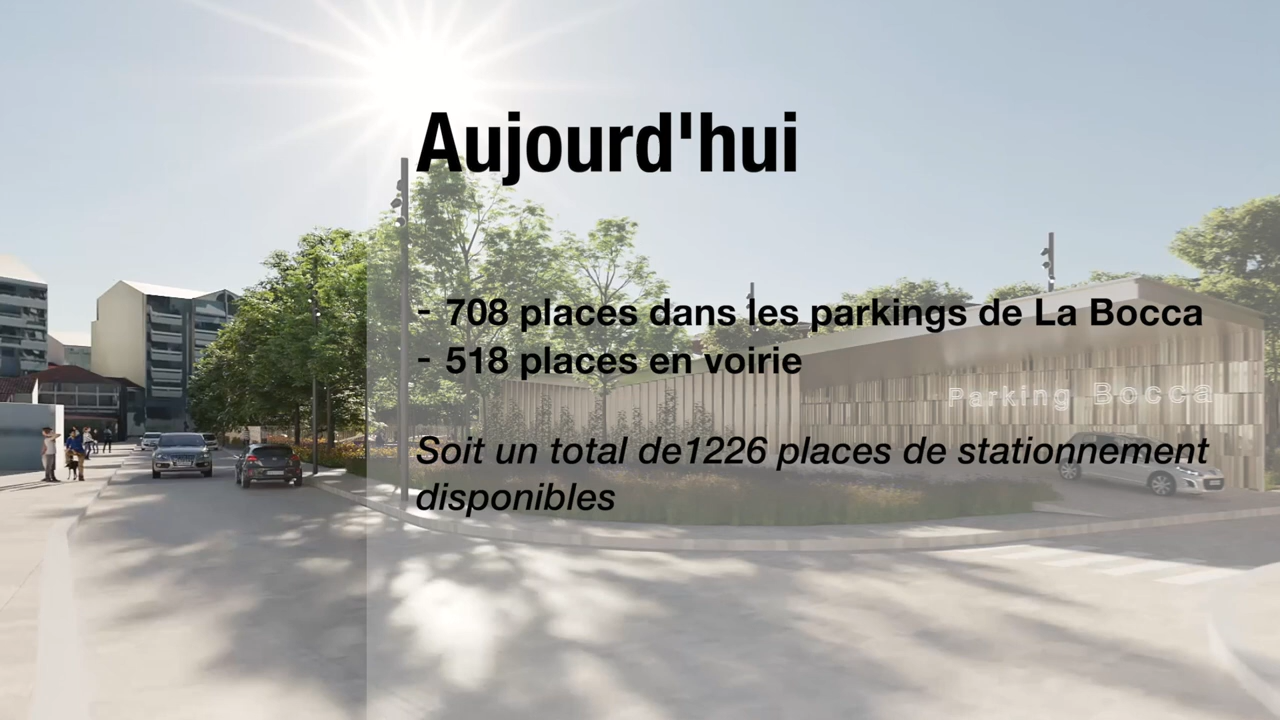 Aujourd'hui
- 708 places dans les parkings de La Bocca
- 518 places en voirie
Parking Bocca
Soit un total de1226 places de stationnement
disponibles